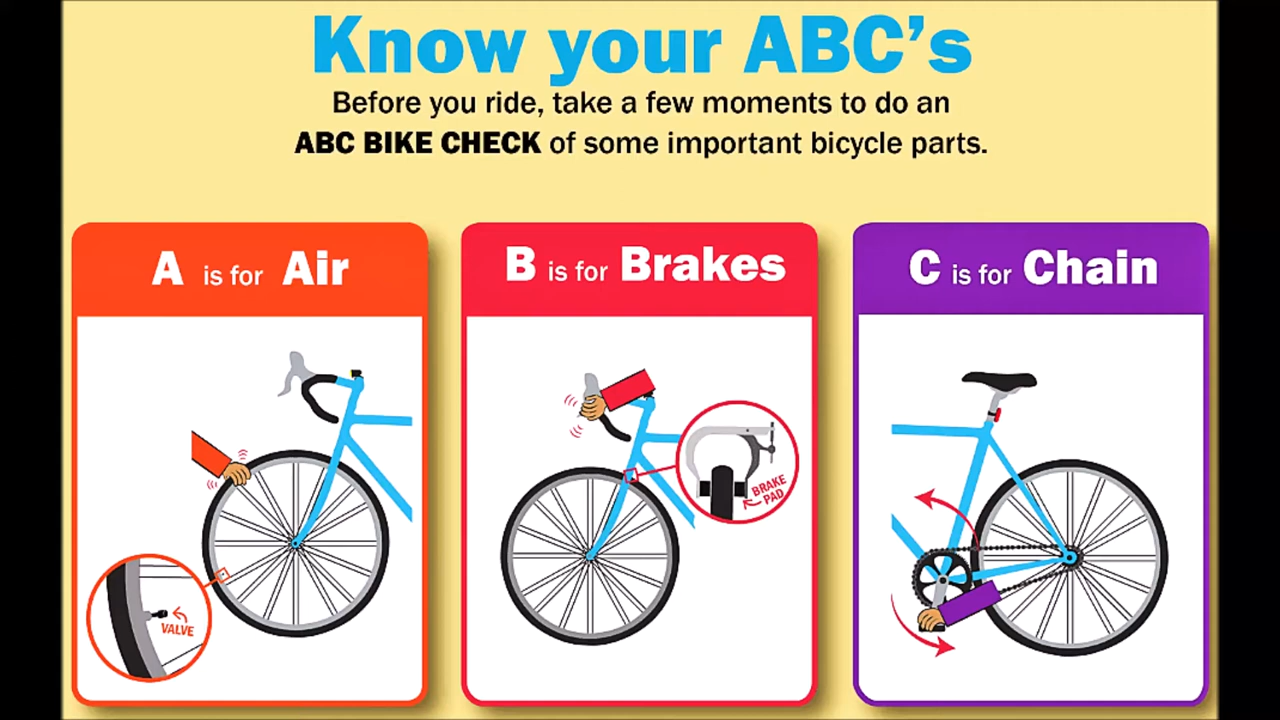 Know your ABC’s
Before you ride, take a few moments to do an
ABC BIKE CHECK of some important bicycle parts.
A is for Air
VALVE
B is for Brakes
BRAKE
PAD
C is for Chain